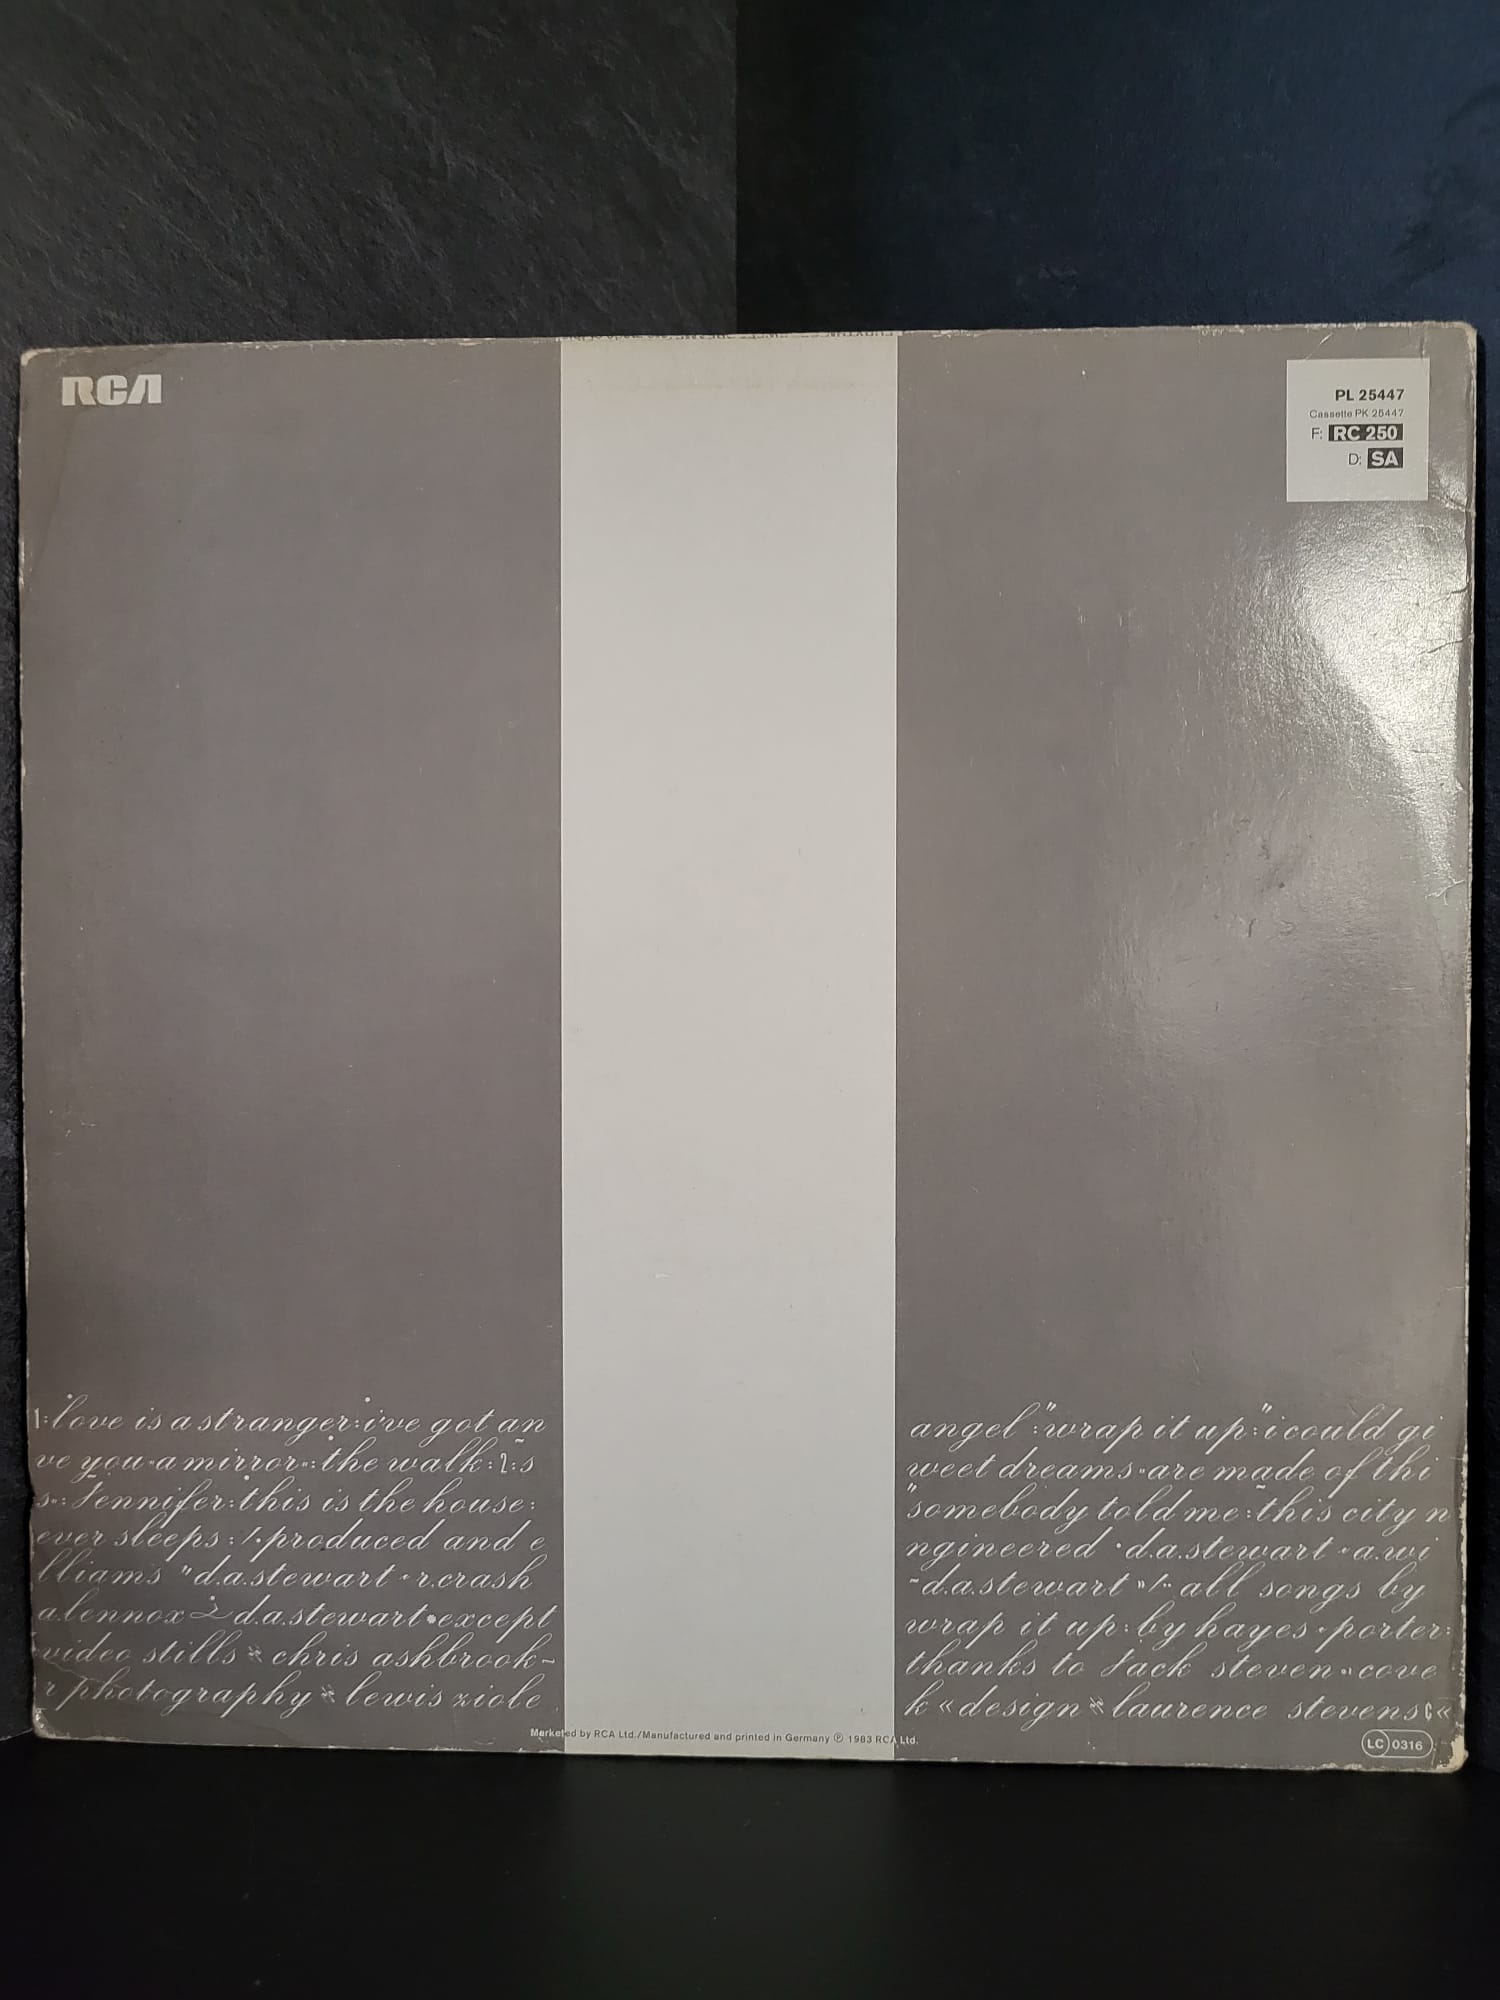 RCA
PL 25447
Cassette PK 25447
F: RC 250
D: SA
1:love is a stranger:i've got an angel:"wrap it up:"i could gi
ve you·a mirror·:the walk:2:s weet dreams·are made of thi
s·:Jennifer:this is the house: "somebody told me:this city n
ever sleeps:·/·produced and e ngineered ·d.a.stewart ·a.wi
lliams "d.a.stewart ·r.crash ~d.a.stewart "/·· all songs by
a.lennox & d.a.stewart·except wrap it up:by hayes·porter:
video stills # chris ashbrook- thanks to Jack steven·cove
r photography # lewis ziole k «design # laurence stevens:«
Marketed by RCA Ltd./Manufactured and printed in Germany ℗ 1983 RCA Ltd.
LC 0316